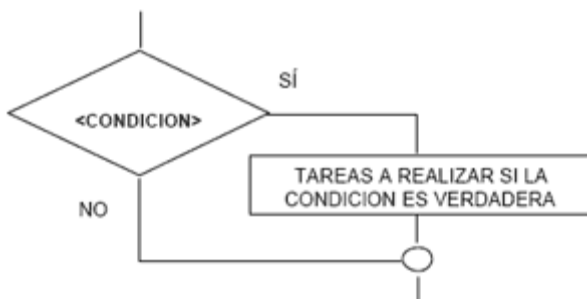 SÍ
<CONDICION>
TAREAS A REALIZAR SI LA
CONDICION ES VERDADERA
NO